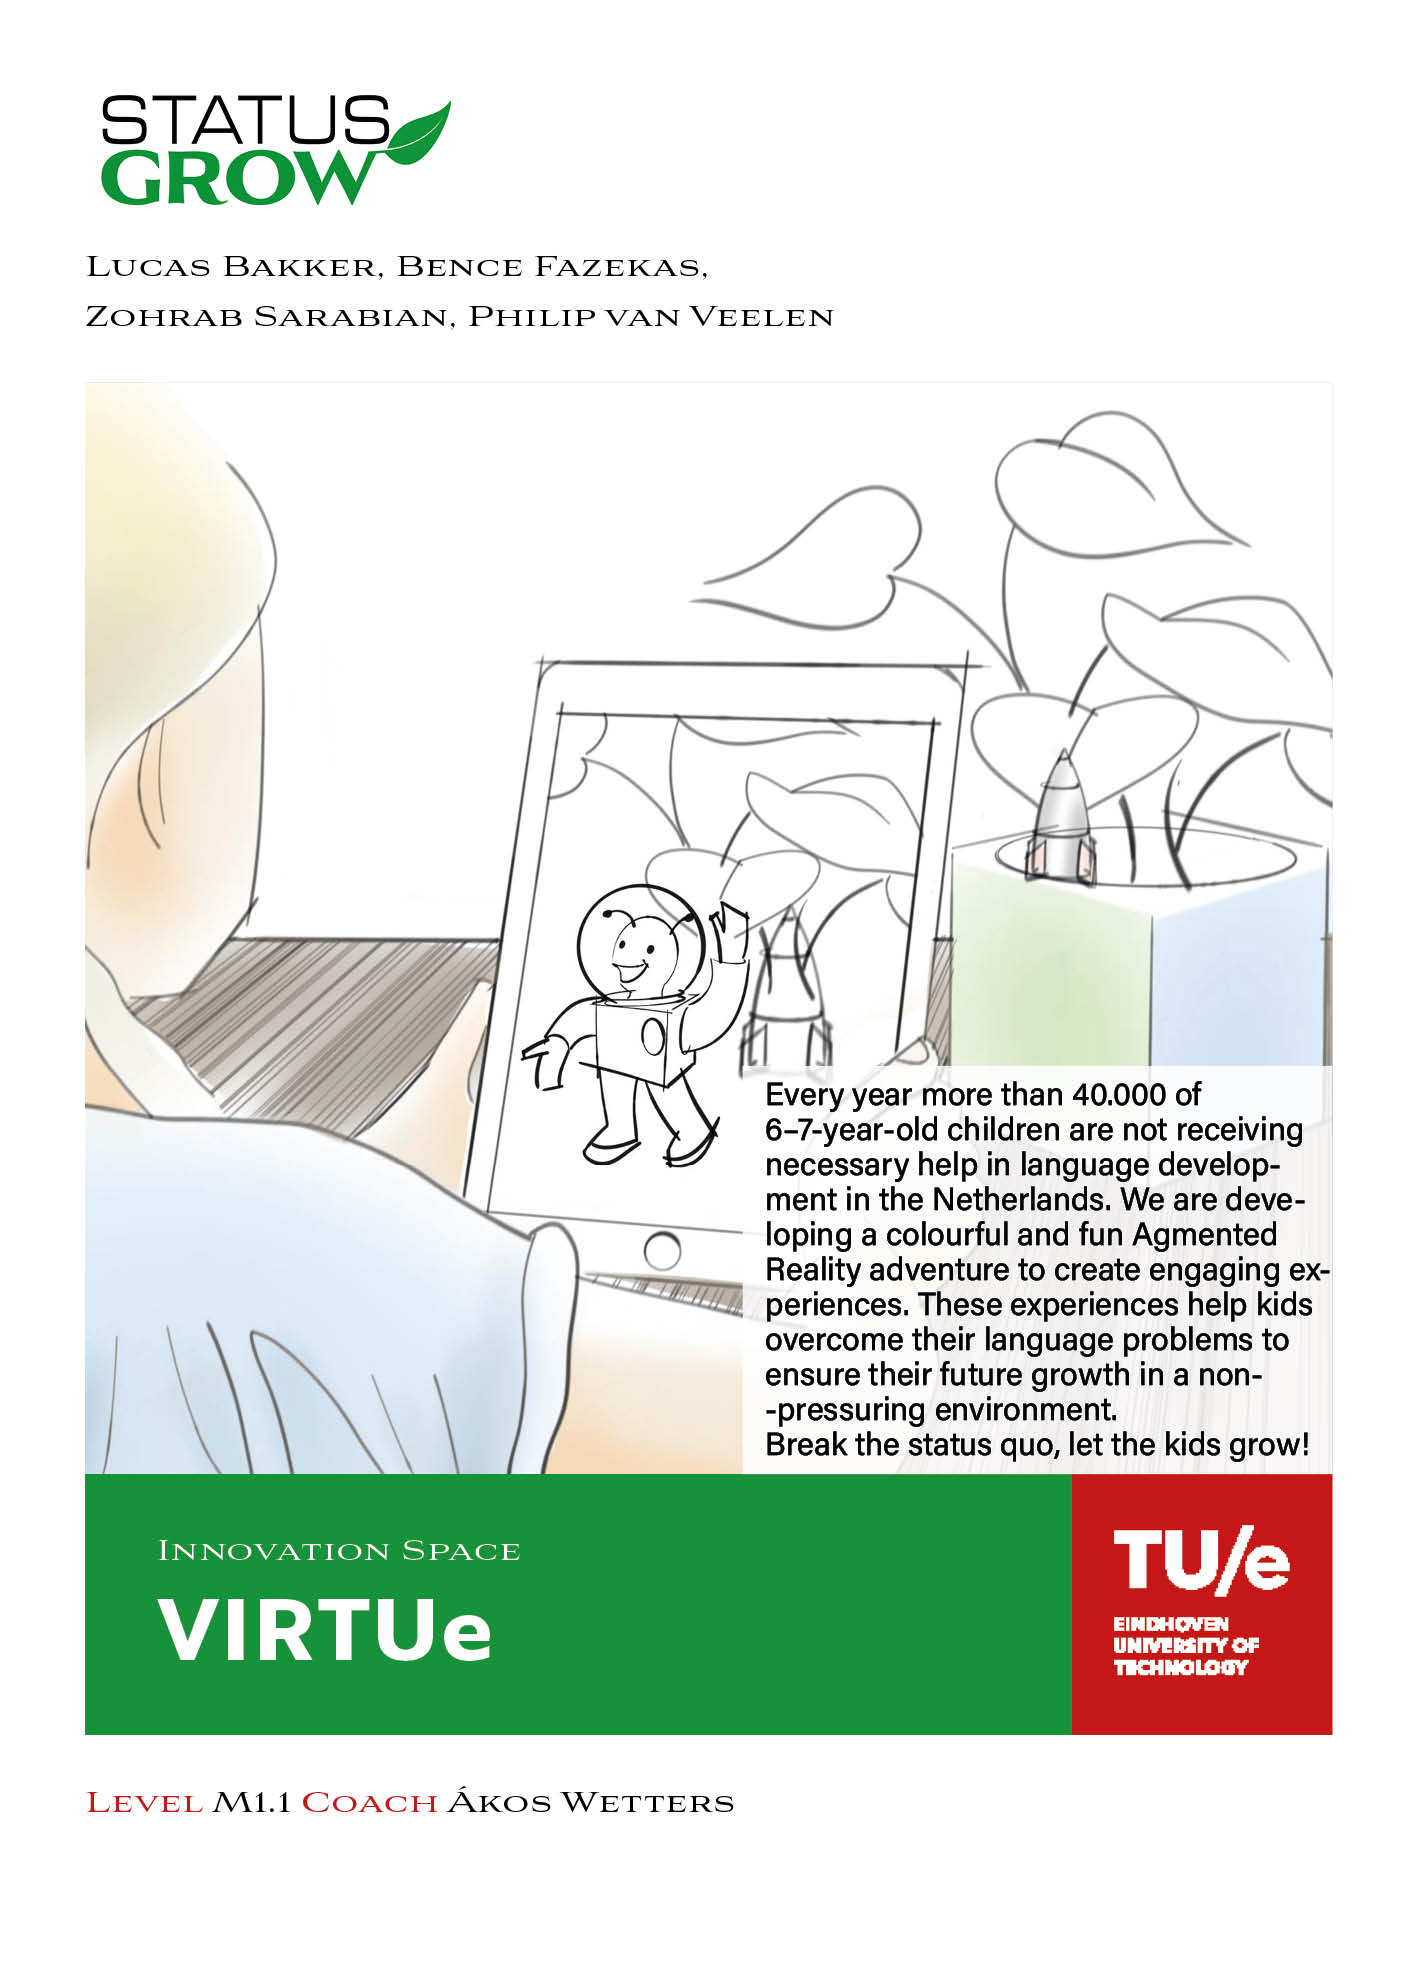 STATUS
GROW
Lucas Bakker, Bence Fazekas,
Zohrab Sarabian, Philip van Veelen
Every year more than 40.000 of
6–7-year-old children are not receiving
necessary help in language develop-
ment in the Netherlands. We are deve-
loping a colourful and fun Agmented
Reality adventure to create engaging ex-
periences. These experiences help kids
overcome their language problems to
ensure their future growth in a non-
-pressuring environment.
Break the status quo, let the kids grow!
Innovation Space
VIRTUe
TU/e
EINDHOVEN
UNIVERSITY OF
TECHNOLOGY
Level M1.1 Coach Ákos Wetters